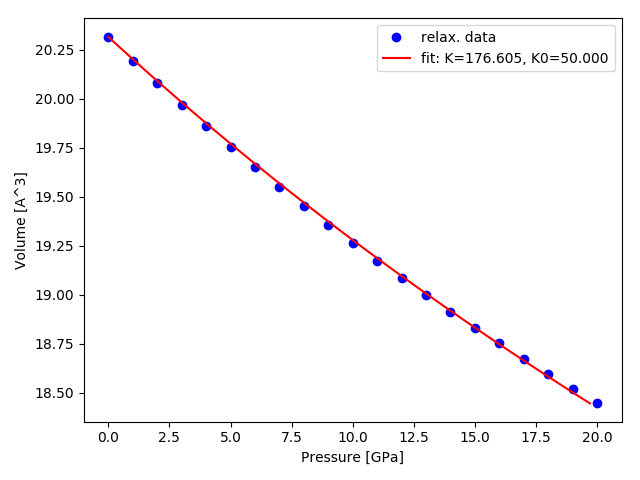 relax. data
fit: K=176.605, K0=50.000
20.25
20.00
19.75
19.50
19.25
19.00
18.75
18.50
Volume [A^3]
0.0 2.5 5.0 7.5 10.0 12.5 15.0 17.5 20.0
Pressure [GPa]